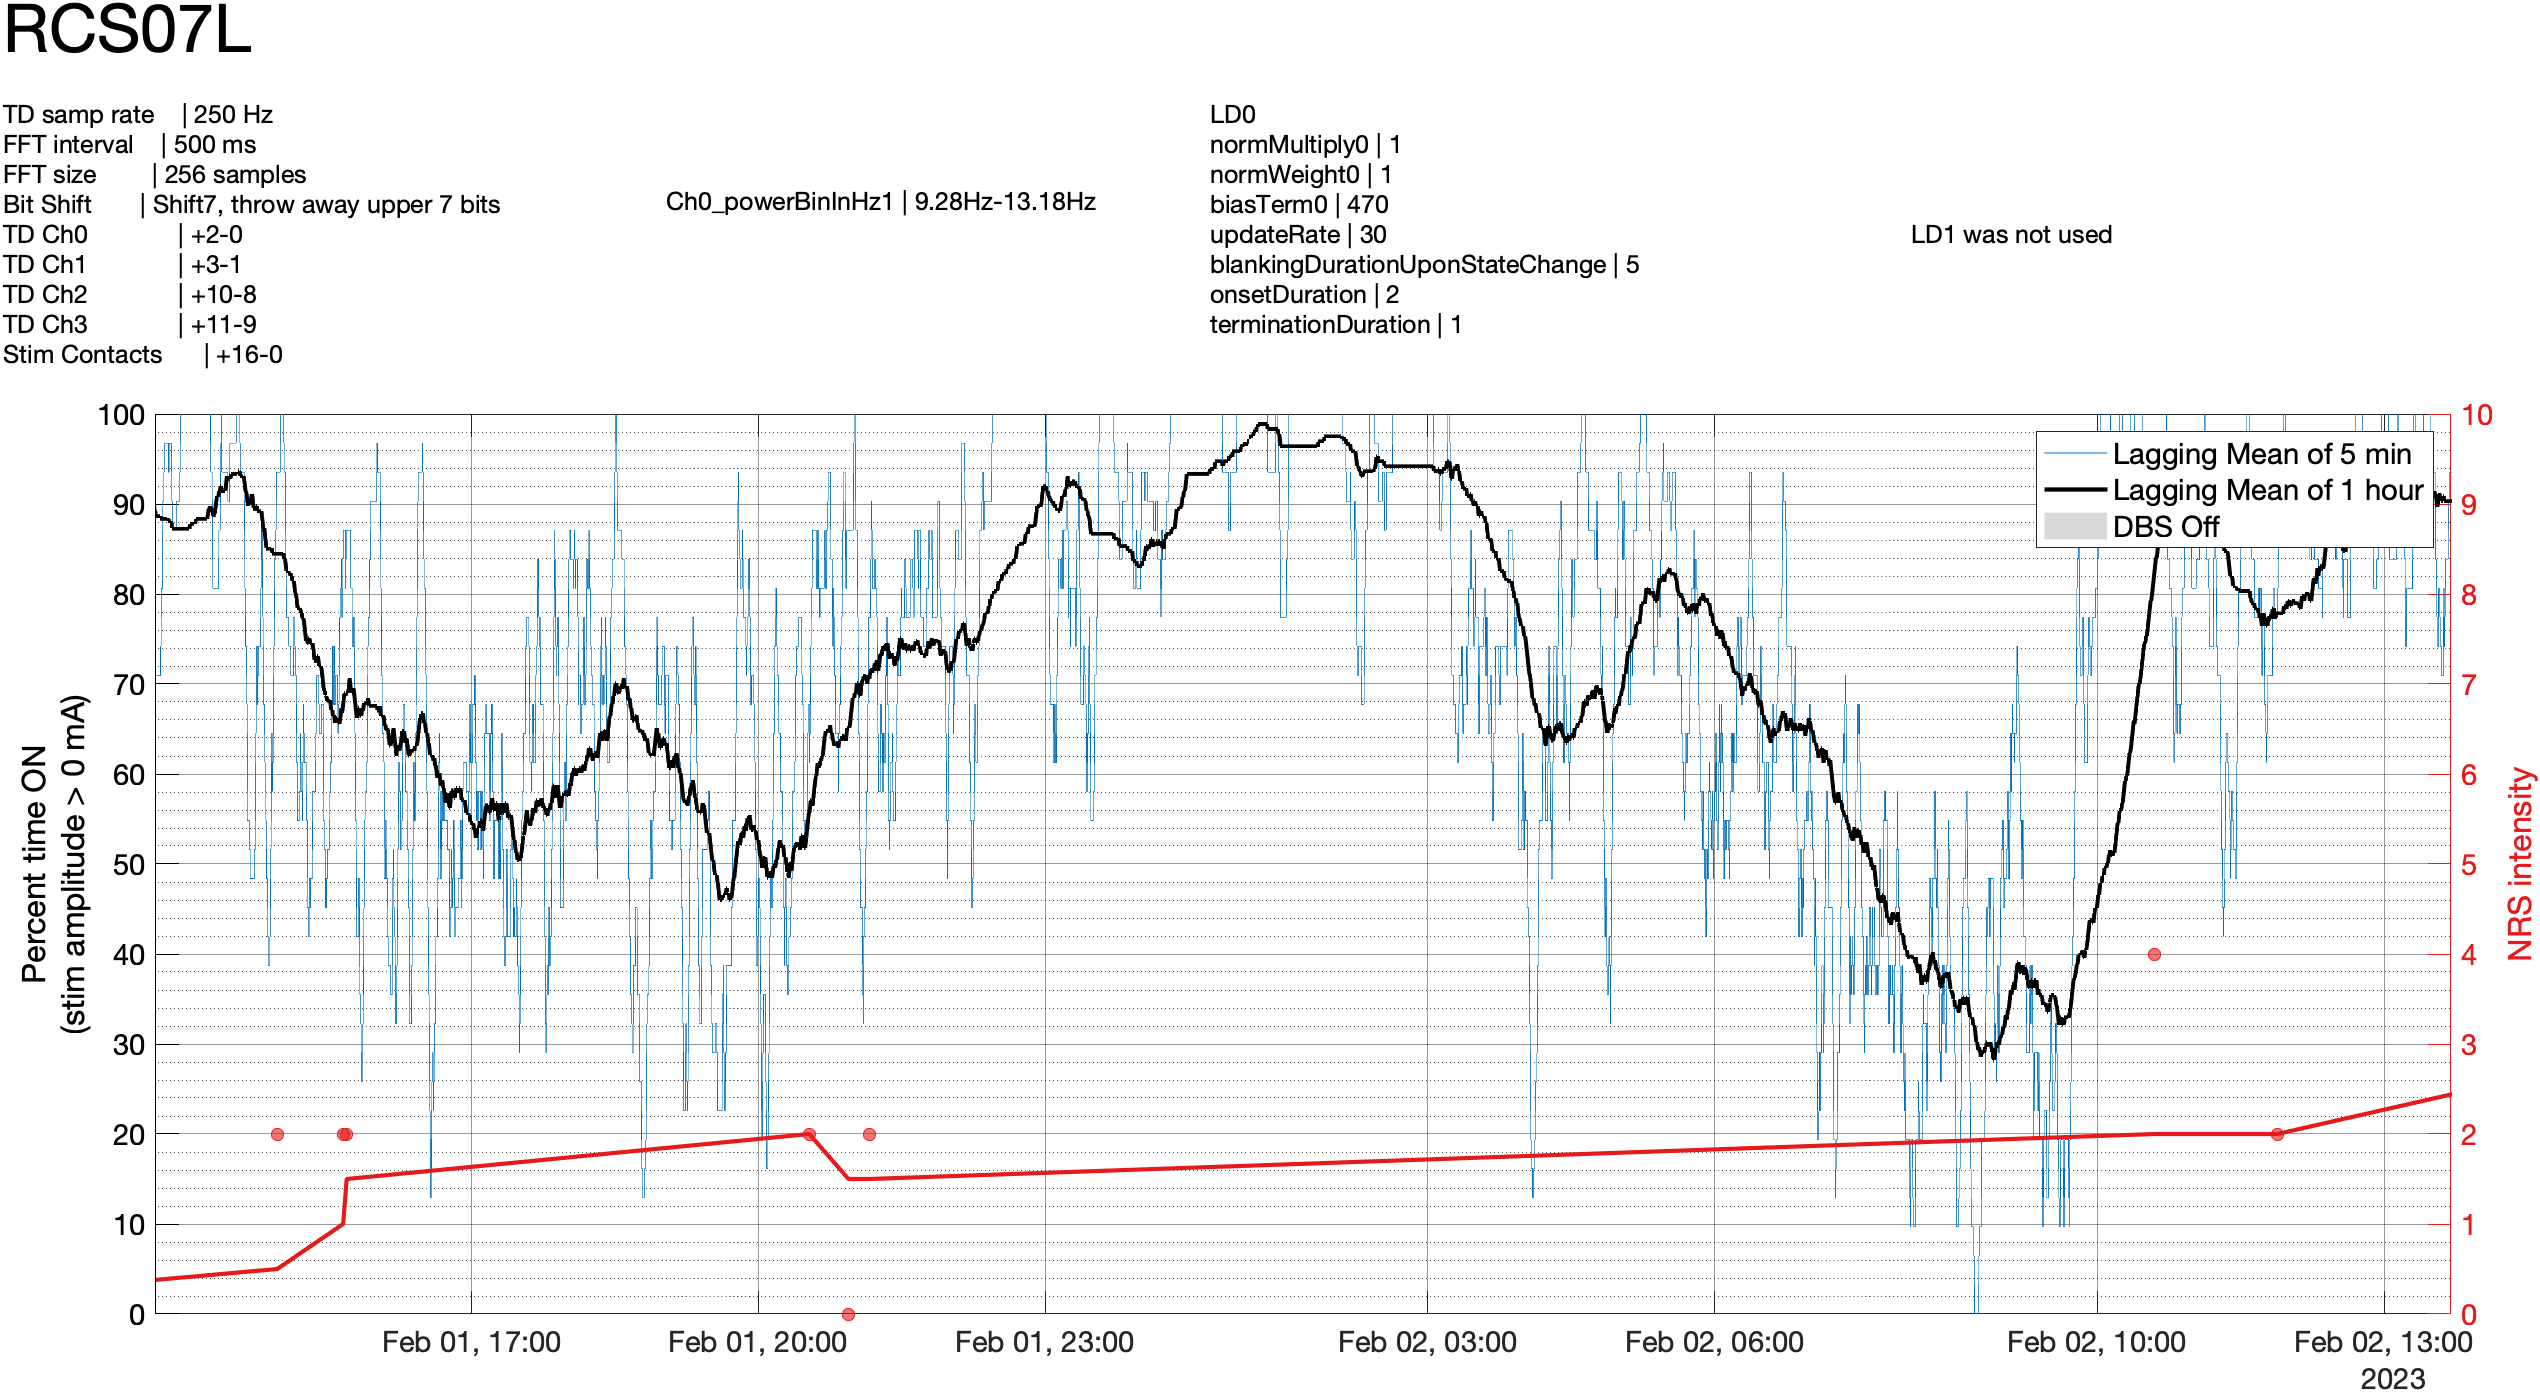 RCS07L
TD samp rate | 250 Hz
FFT interval | 500 ms
FFT size | 256 samples
Bit Shift | Shift7, throw away upper 7 bits
TD Ch0 | +2-0
TD Ch1 | +3-1
TD Ch2 | +10-8
TD Ch3 | +11-9
Stim Contacts | +16-0
Ch0_powerBinInHz1 | 9.28Hz-13.18Hz
LD0
normMultiply0 | 1
normWeight0 | 1
biasTerm0 | 470
updateRate | 30
blankingDurationUponStateChange | 5
onsetDuration | 2
terminationDuration | 1
LD1 was not used
Percent time ON
(stim amplitude > 0 mA)
100
90
80
70
60
50
40
30
20
10
0
Lagging Mean of 5 min
Lagging Mean of 1 hour
DBS Off
10
9
8
7
6
5
4
3
2
1
0
NRS intensity
Feb 01, 17:00
Feb 01, 20:00
Feb 01, 23:00
Feb 02, 03:00
Feb 02, 06:00
Feb 02, 10:00
Feb 02, 13:00
2023